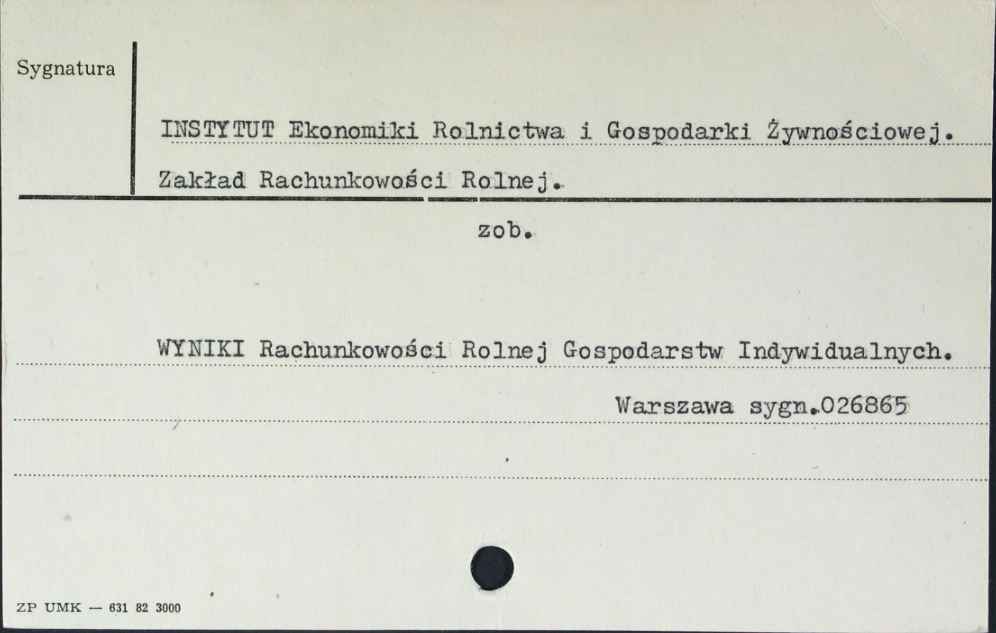 Sygnatura
INSTYTUT Ekonomiki Rolnictwa i Gospodarki Żywnościowej.
Zakład Rachunkowości Rolnej.
zob.
WYNIKI Rachunkowości Rolnej Gospodarstw Indywidualnych.
Warszawa sygn.026865
ZP UMK — 631 82 3000